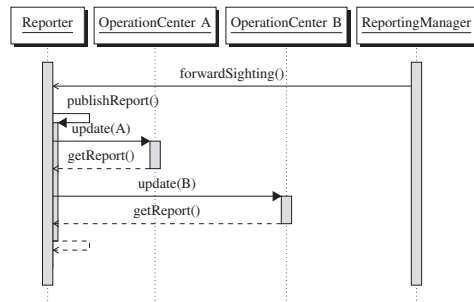 Reporter
OperationCenter A
OperationCenter B
ReportingManager
forwardSighting()
publishReport()
update(A)
getReport()
update(B)
getReport()